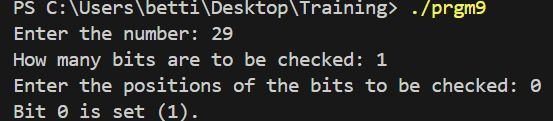 PS C:\Users\betti\Desktop\Training> ./prgm9
Enter the number: 29
How many bits are to be checked: 1
Enter the positions of the bits to be checked: 0
Bit 0 is set (1).